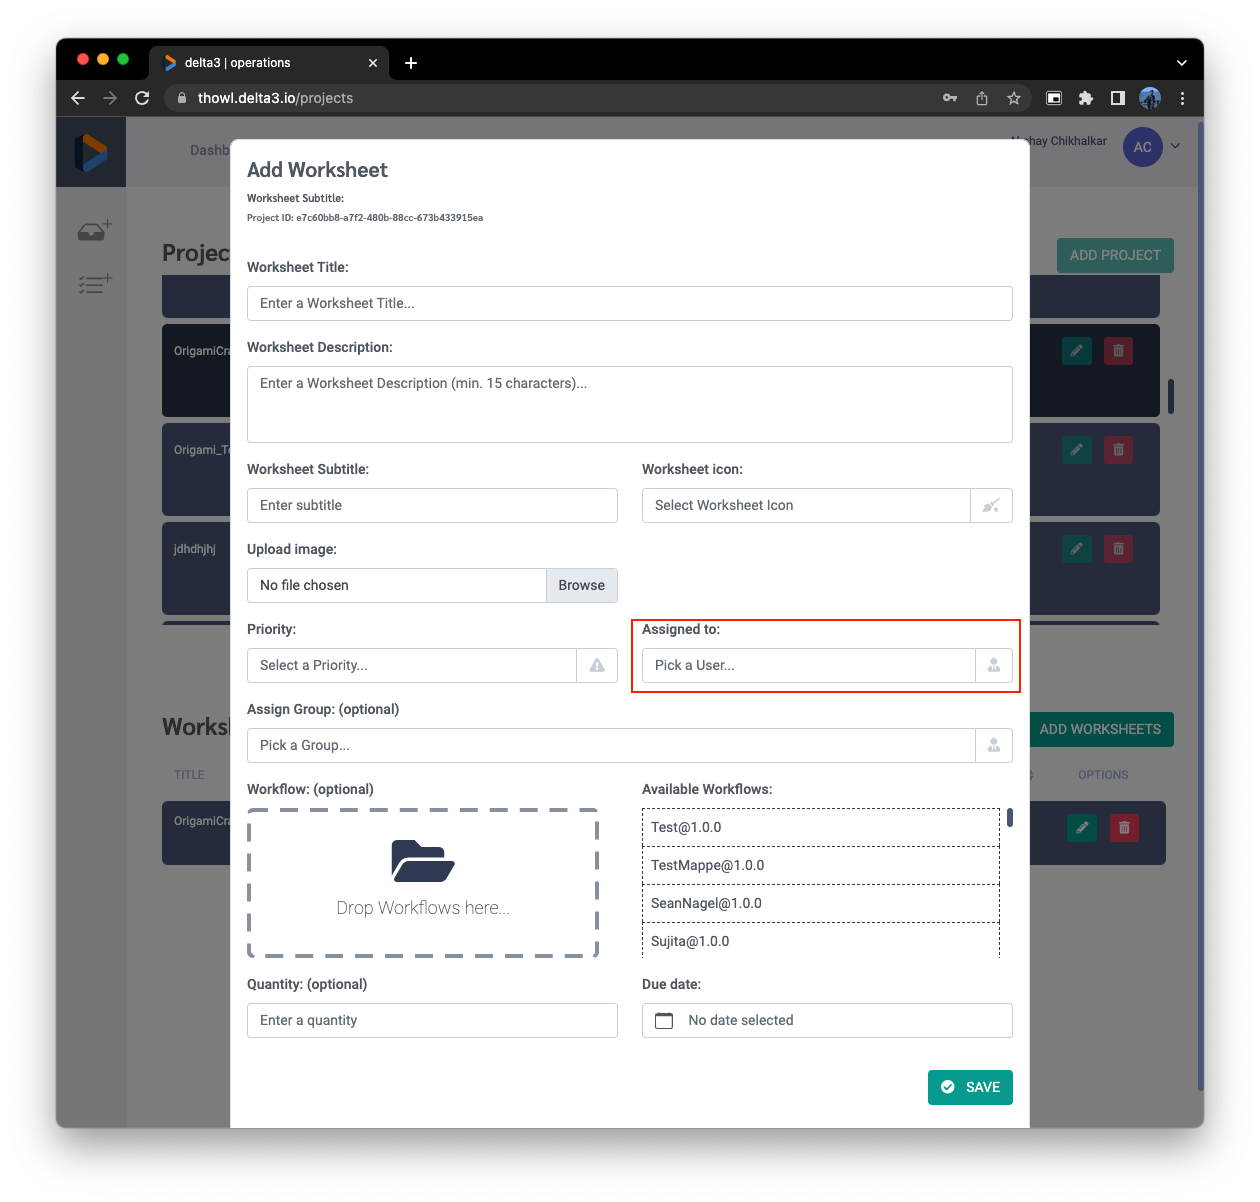 delta3 | operations
thowl.delta3.io/projects
Dashb
Akshay Chikhalkar
AC
Add Worksheet
Worksheet Subtitle:
Project ID: e7c60bb8-a7f2-480b-88cc-673b433915ea
Projec
ADD PROJECT
Worksheet Title:
Enter a Worksheet Title...
OrigamiCra
Worksheet Description:
Enter a Worksheet Description (min. 15 characters)...
Origami_Te
Worksheet Subtitle:
Worksheet icon:
Enter subtitle
Select Worksheet Icon
jdhdhjhj
Upload image:
No file chosen
Browse
Priority:
Assigned to:
Select a Priority...
Pick a User...
Assign Group: (optional)
Pick a Group...
Works
ADD WORKSHEETS
TITLE
OPTIONS
Workflow: (optional)
Available Workflows:
OrigamiCra
Drop Workflows here...
Test@1.0.0
TestMappe@1.0.0
SeanNagel@1.0.0
Sujita@1.0.0
Quantity: (optional)
Due date:
Enter a quantity
No date selected
SAVE